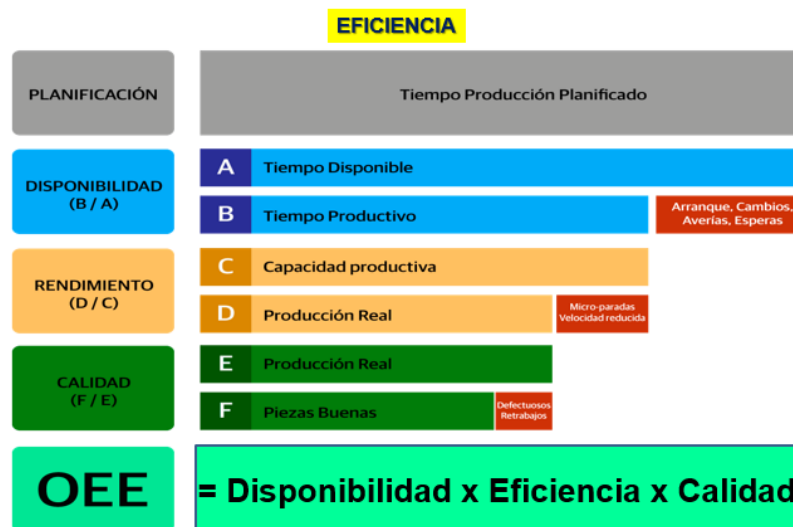 EFICIENCIA
PLANIFICACIÓN
Tiempo Producción Planificado
DISPONIBILIDAD
(B / A)
A Tiempo Disponible
B Tiempo Productivo
Arranque, Cambios,
Averías, Esperas
RENDIMIENTO
(D / C)
C Capacidad productiva
D Producción Real
Micro-paradas
Velocidad reducida
CALIDAD
(F / E)
E Producción Real
F Piezas Buenas
Defectuosos
Retrabajos
OEE
= Disponibilidad x Eficiencia x Calidad